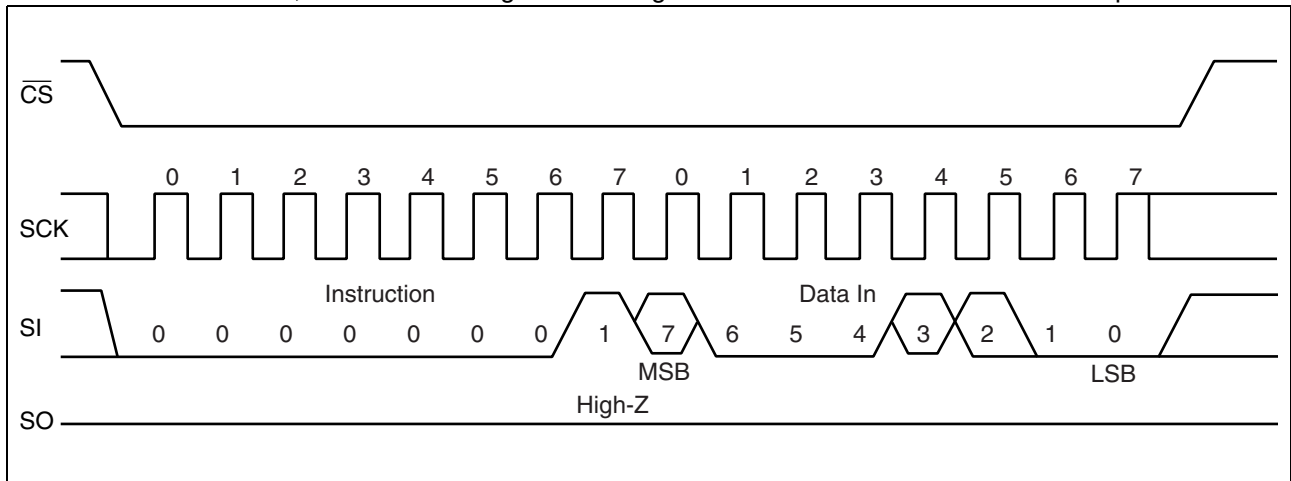 CS
0 1 2 3 4 5 6 7 0 1 2 3 4 5 6 7
SCK
Instruction Data In
SI 0 0 0 0 0 0 0 1 7 6 5 4 3 2 1 0
MSB LSB
High-Z
SO